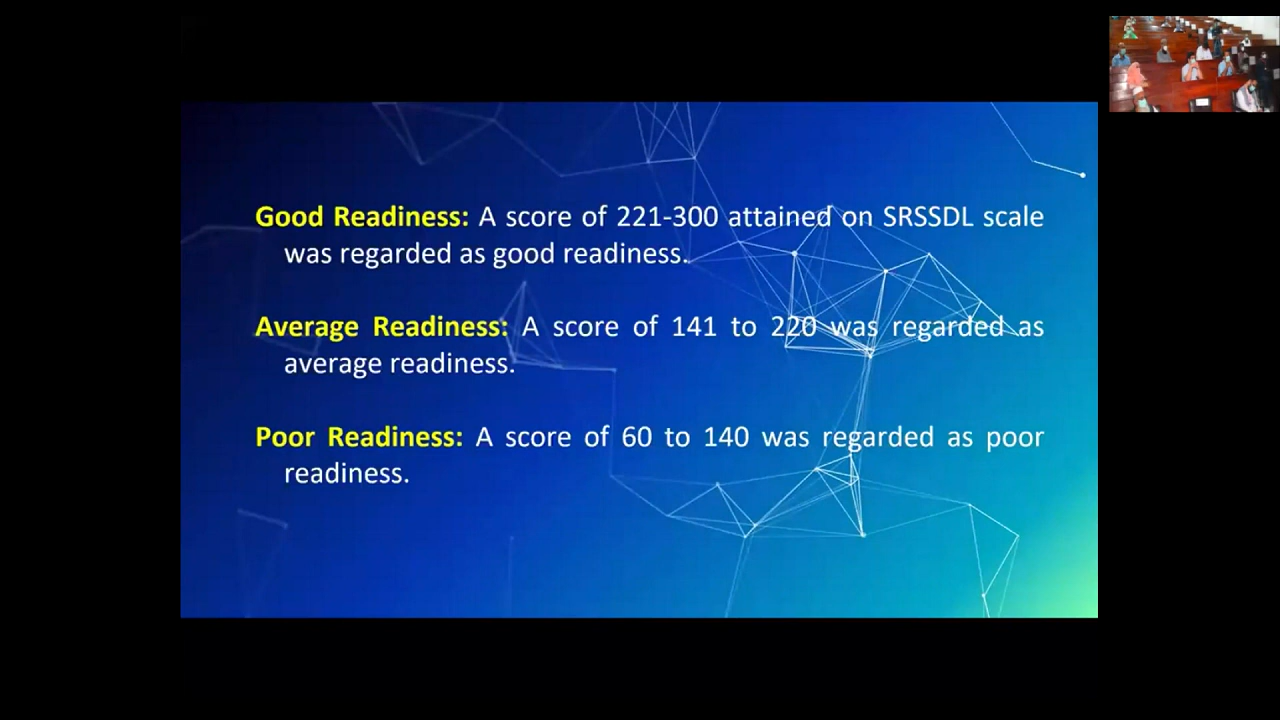 Good Readiness: A score of 221-300 attained on SRSSDL scale
was regarded as good readiness.
Average Readiness: A score of 141 to 220 was regarded as
average readiness.
Poor Readiness: A score of 60 to 140 was regarded as poor
readiness.